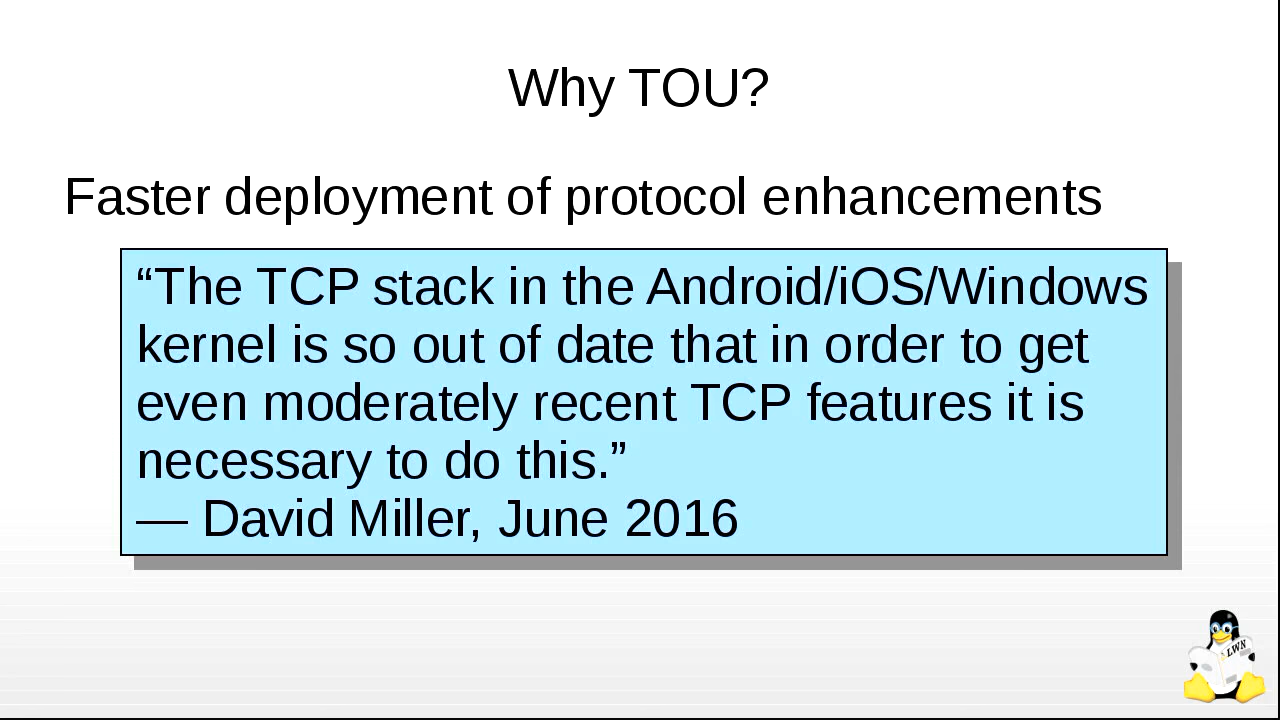 Why TOU?
Faster deployment of protocol enhancements
“The TCP stack in the Android/iOS/Windows
kernel is so out of date that in order to get
even moderately recent TCP features it is
necessary to do this.”
— David Miller, June 2016
LWN